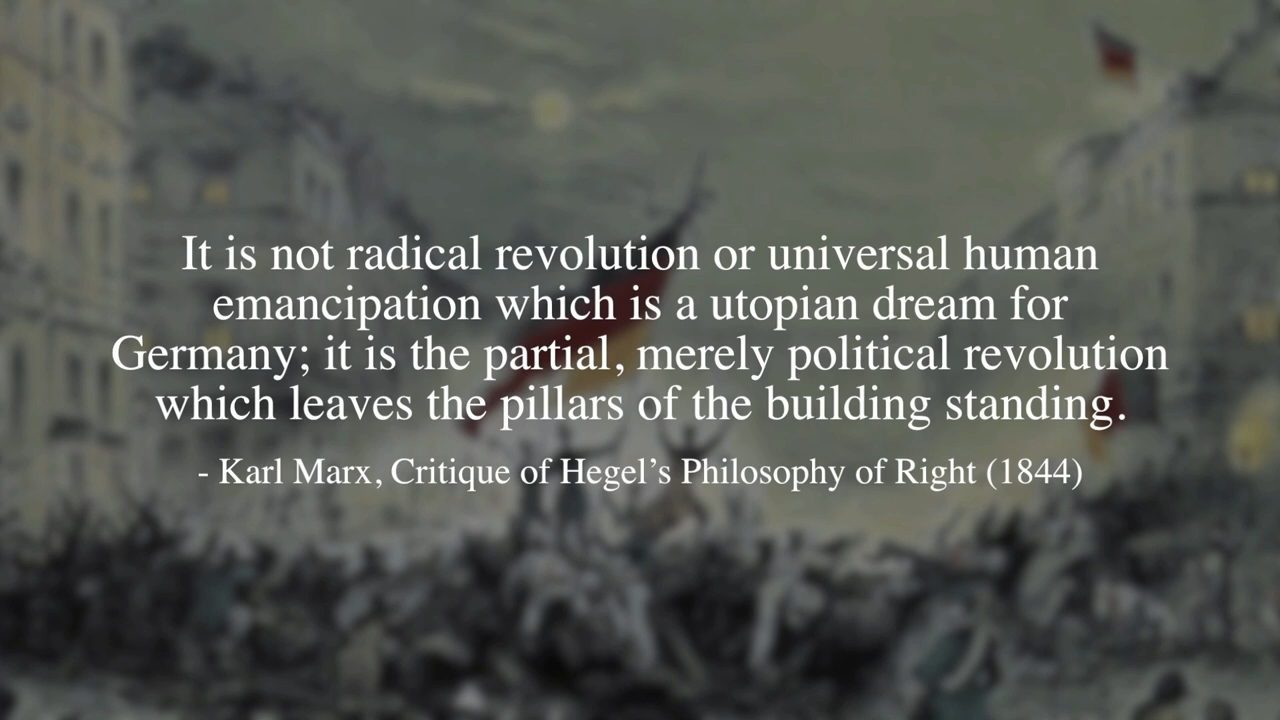 It is not radical revolution or universal human
emancipation which is a utopian dream for
Germany; it is the partial, merely political revolution
which leaves the pillars of the building standing.
- Karl Marx, Critique of Hegel’s Philosophy of Right (1844)